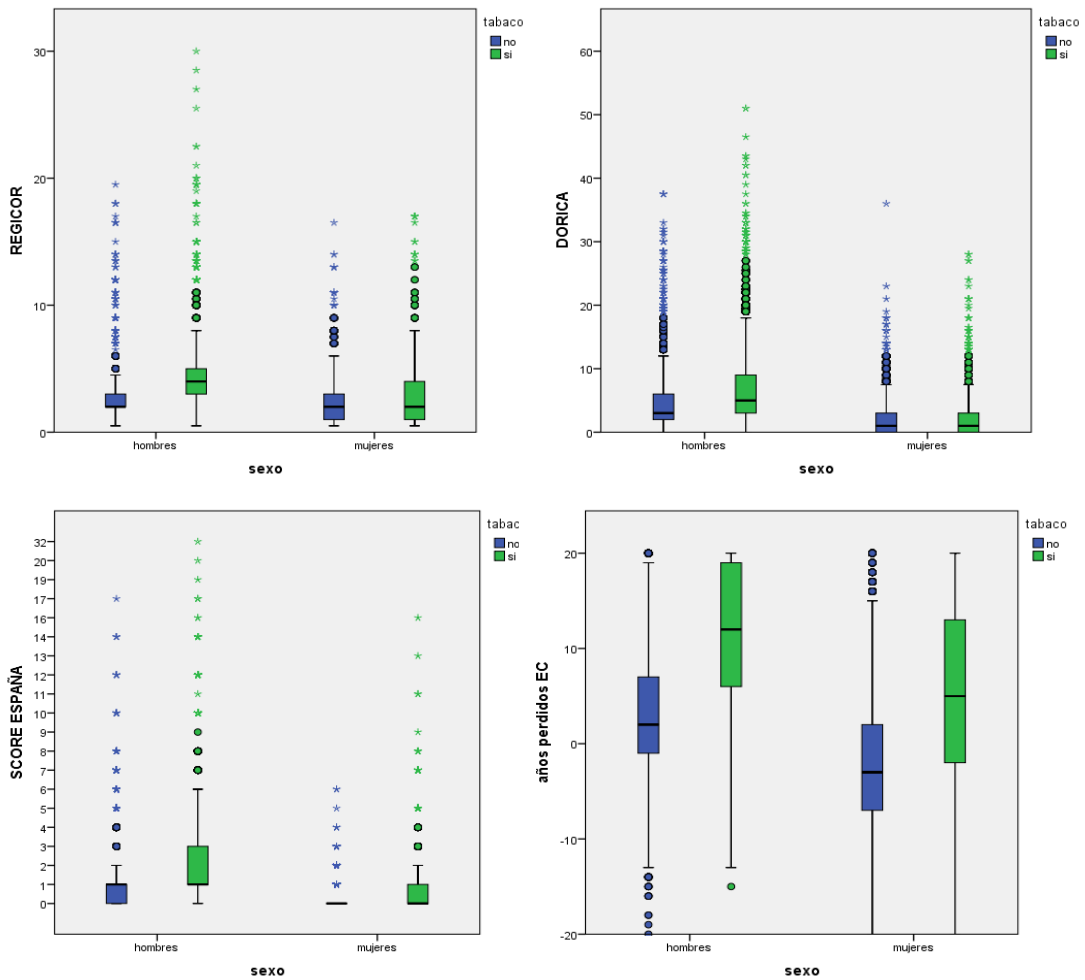 tabaco
no
si
30
20
10
0
REGICOR
hombres
mujeres
sexo
tabaco
no
si
60
50
40
30
20
10
0
DORICA
hombres
mujeres
sexo
tabaco
no
si
32
20
19
17
16
14
13
12
11
10
9
8
7
6
5
4
3
2
1
0
SCORE ESPAÑA
hombres
mujeres
sexo
tabaco
no
si
20
10
0
-10
-20
años perdidos EC
hombres
mujeres
sexo